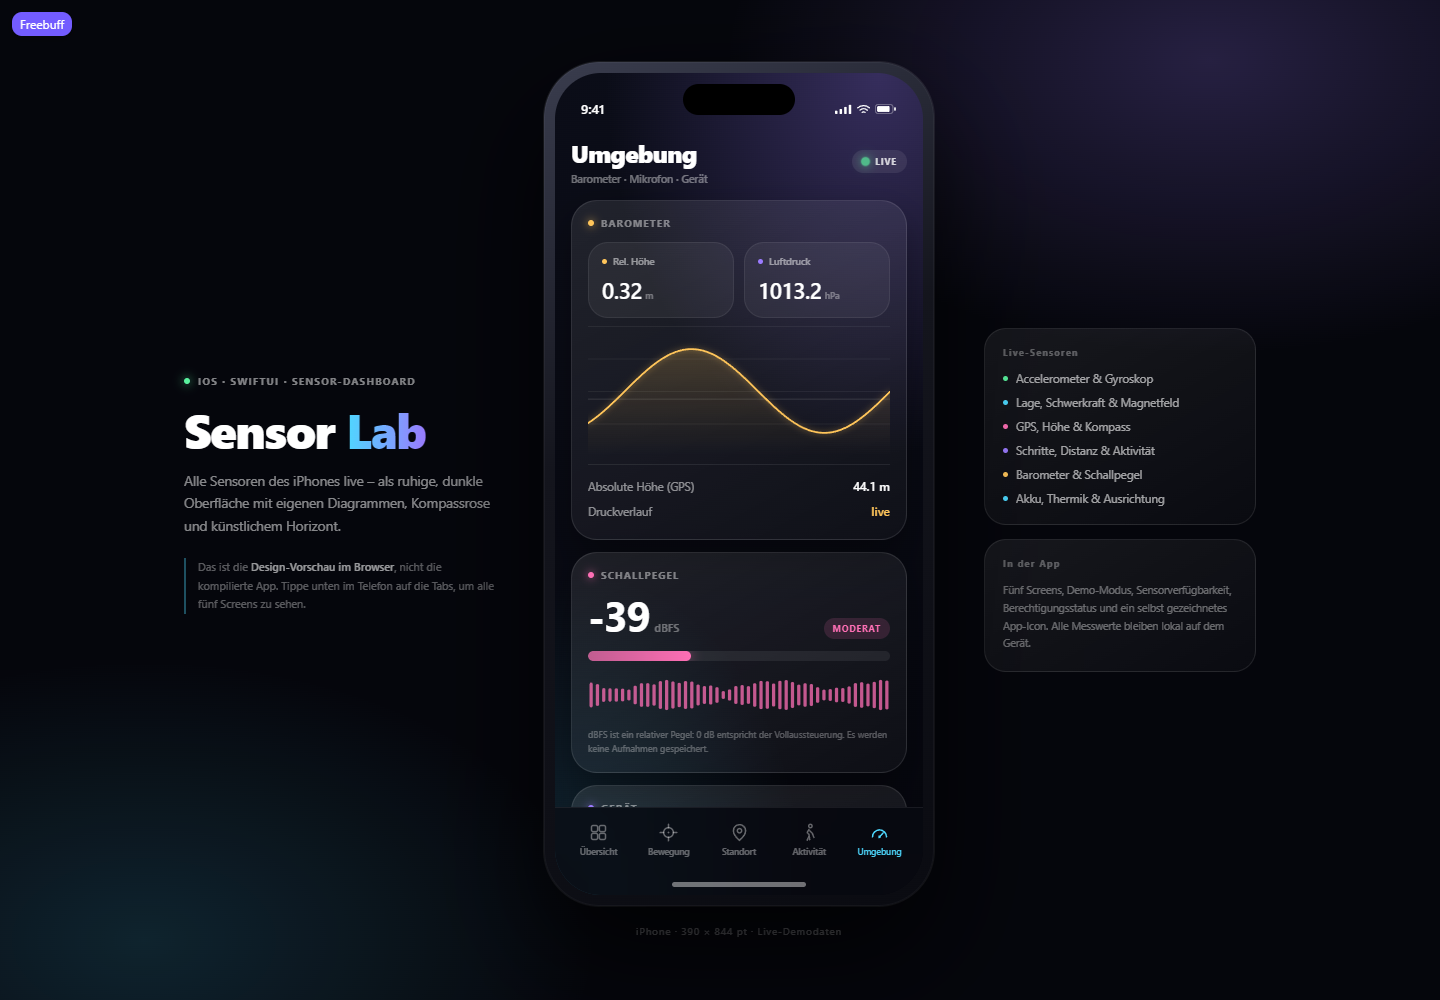 Freebuff
IOS · SWIFTUI · SENSOR-DASHBOARD
Sensor Lab
Alle Sensoren des iPhones live – als ruhige, dunkle
Oberfläche mit eigenen Diagrammen, Kompassrose
und künstlichem Horizont.
Das ist die Design-Vorschau im Browser, nicht die
kompilierte App. Tippe unten im Telefon auf die Tabs, um alle
fünf Screens zu sehen.
9:41
Umgebung
LIVE
Barometer · Mikrofon · Gerät
BAROMETER
Rel. Höhe
0.32 m
Luftdruck
1013.2 hPa
Absolute Höhe (GPS) 44.1 m
Druckverlauf live
SCHALLPEGEL
-39 dBFS
MODERAT
dBFS ist ein relativer Pegel: 0 dB entspricht der Vollaussteuerung. Es werden
keine Aufnahmen gespeichert.
GERÄT
Übersicht
Bewegung
Standort
Aktivität
Umgebung
iPhone · 390 × 844 pt · Live-Demodaten
Live-Sensoren
Accelerometer & Gyroskop
Lage, Schwerkraft & Magnetfeld
GPS, Höhe & Kompass
Schritte, Distanz & Aktivität
Barometer & Schallpegel
Akku, Thermik & Ausrichtung
In der App
Fünf Screens, Demo-Modus, Sensorverfügbarkeit,
Berechtigungsstatus und ein selbst gezeichnetes
App-Icon. Alle Messwerte bleiben lokal auf dem
Gerät.